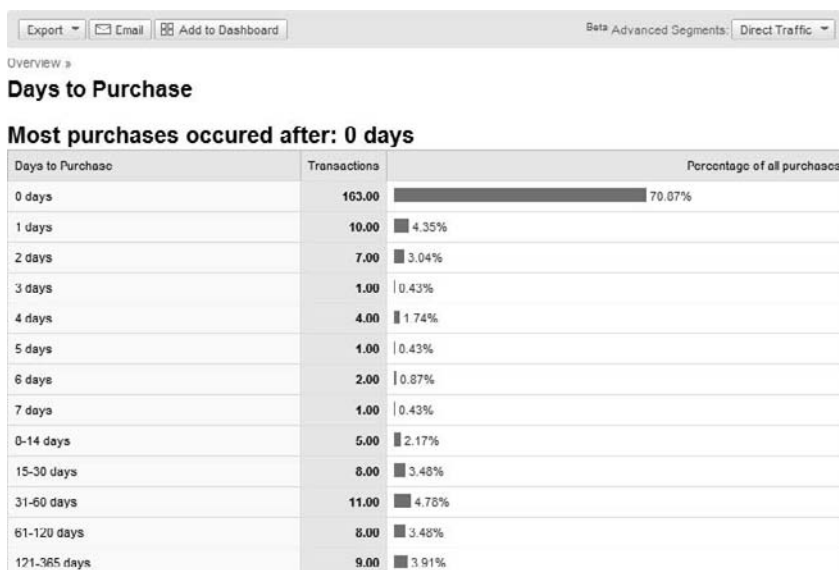 Export Email Add to Dashboard Beta Advanced Segments: Direct Traffic
Overview »
Days to Purchase
Most purchases occured after: 0 days
Days to Purchase Transactions Percentage of all purchases
0 days 163.00 70.87%
1 days 10.00 4.35%
2 days 7.00 3.04%
3 days 1.00 0.43%
4 days 4.00 1.74%
5 days 1.00 0.43%
6 days 2.00 0.87%
7 days 1.00 0.43%
8-14 days 5.00 2.17%
15-30 days 8.00 3.48%
31-60 days 11.00 4.78%
61-120 days 8.00 3.48%
121-365 days 9.00 3.91%